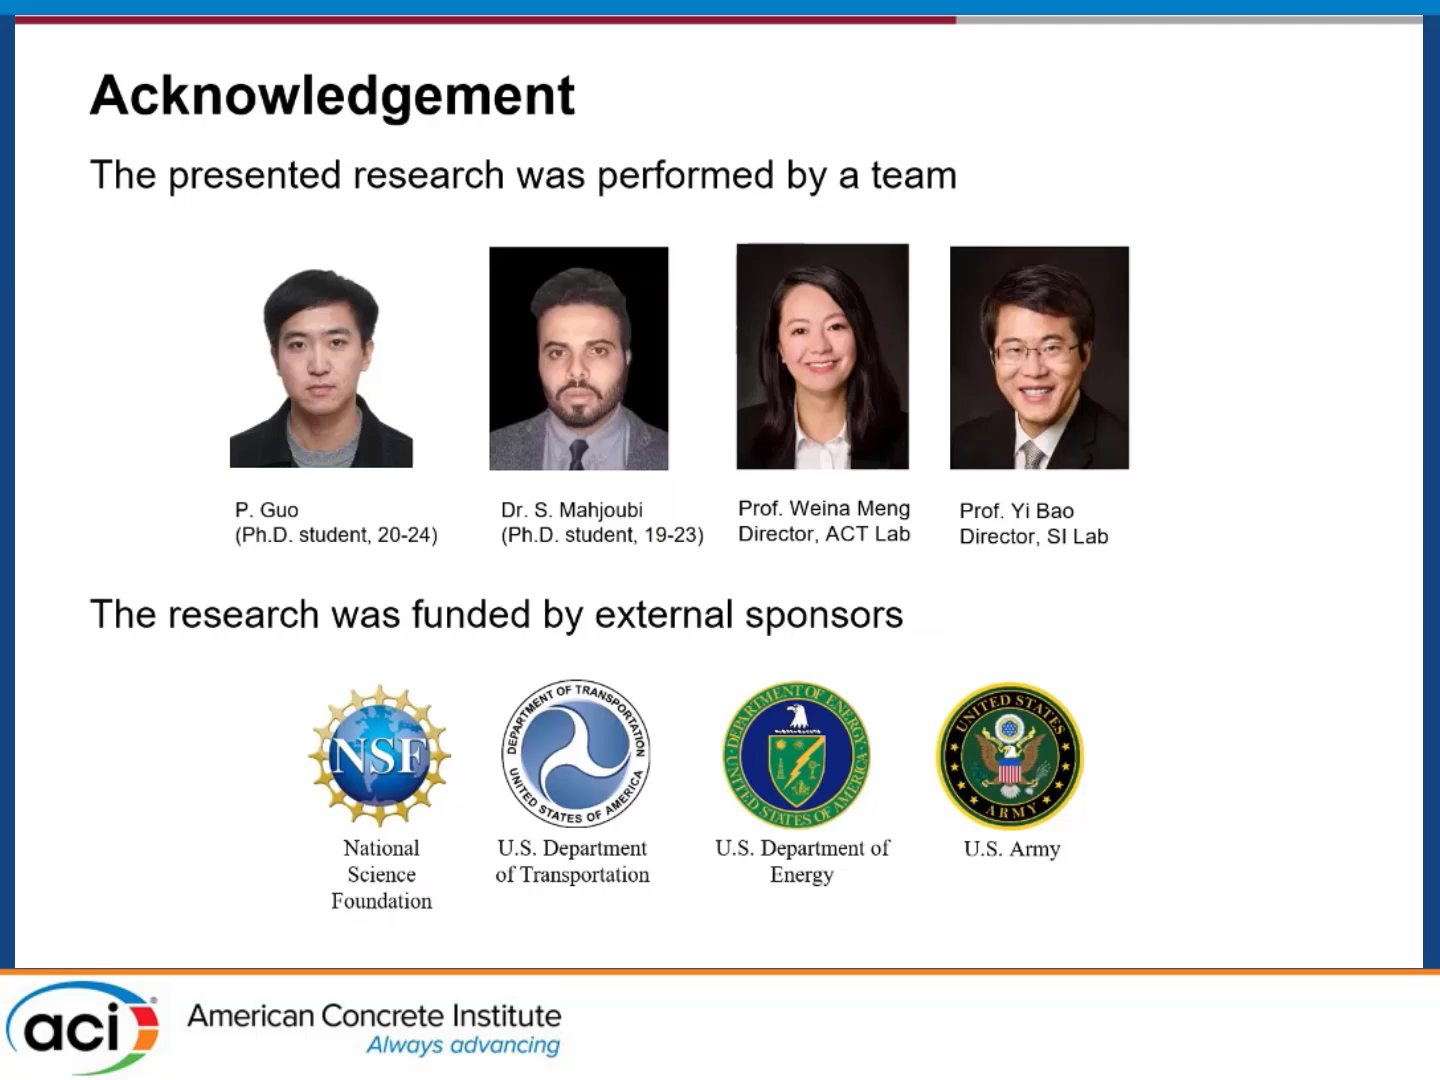 Acknowledgement
The presented research was performed by a team
P. Guo
(Ph.D. student, 20-24)
Dr. S. Mahjoubi
(Ph.D. student, 19-23)
Prof. Weina Meng
Director, ACT Lab
Prof. Yi Bao
Director, SI Lab
The research was funded by external sponsors
NSF
DEPARTMENT OF TRANSPORTATION
UNITED STATES OF AMERICA
DEPARTMENT OF ENERGY
UNITED STATES OF AMERICA
UNITED STATES
ARMY
National
Science
Foundation
U.S. Department
of Transportation
U.S. Department of
Energy
U.S. Army
aci
American Concrete Institute
Always advancing